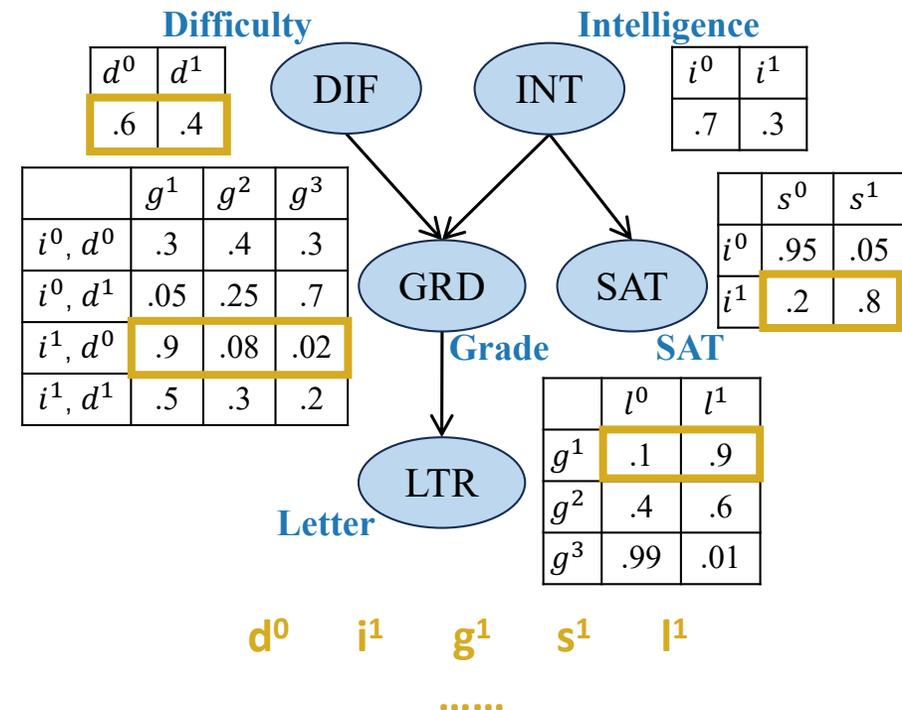 Difficulty Intelligence
d⁰ d¹
.6 .4
DIF INT
i⁰ i¹
.7 .3
g¹ g² g³
i⁰, d⁰ .3 .4 .3
i⁰, d¹ .05 .25 .7
i¹, d⁰ .9 .08 .02
i¹, d¹ .5 .3 .2
GRD SAT
s⁰ s¹
i⁰ .95 .05
i¹ .2 .8
Grade SAT
LTR
Letter
l⁰ l¹
g¹ .1 .9
g² .4 .6
g³ .99 .01
d⁰ i¹ g¹ s¹ l¹
......